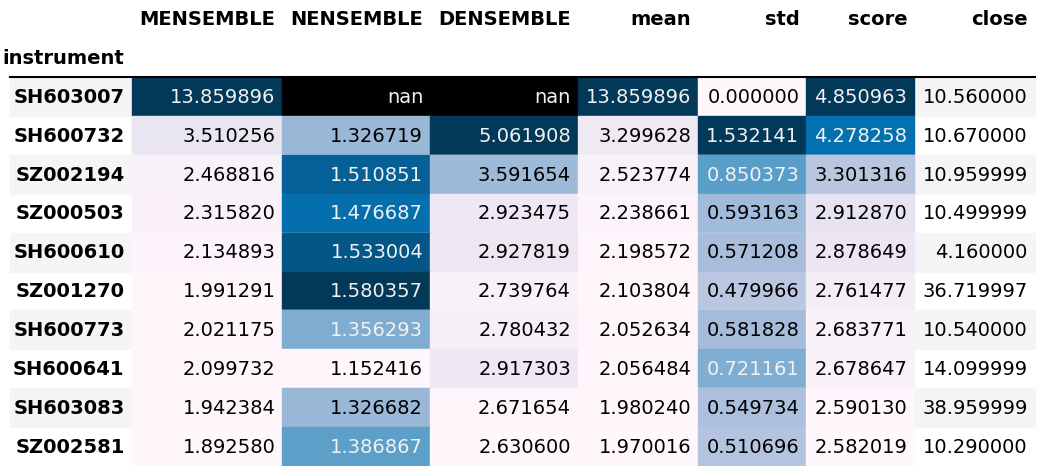 MENSEMBLE NENSEMBLE DENSEMBLE mean std score close
instrument
SH603007 13.859896 nan nan 13.859896 0.000000 4.850963 10.560000
SH600732 3.510256 1.326719 5.061908 3.299628 1.532141 4.278258 10.670000
SZ002194 2.468816 1.510851 3.591654 2.523774 0.850373 3.301316 10.959999
SZ000503 2.315820 1.476687 2.923475 2.238661 0.593163 2.912870 10.499999
SH600610 2.134893 1.533004 2.927819 2.198572 0.571208 2.878649 4.160000
SZ001270 1.991291 1.580357 2.739764 2.103804 0.479966 2.761477 36.719997
SH600773 2.021175 1.356293 2.780432 2.052634 0.581828 2.683771 10.540000
SH600641 2.099732 1.152416 2.917303 2.056484 0.721161 2.678647 14.099999
SH603083 1.942384 1.326682 2.671654 1.980240 0.549734 2.590130 38.959999
SZ002581 1.892580 1.386867 2.630600 1.970016 0.510696 2.582019 10.290000